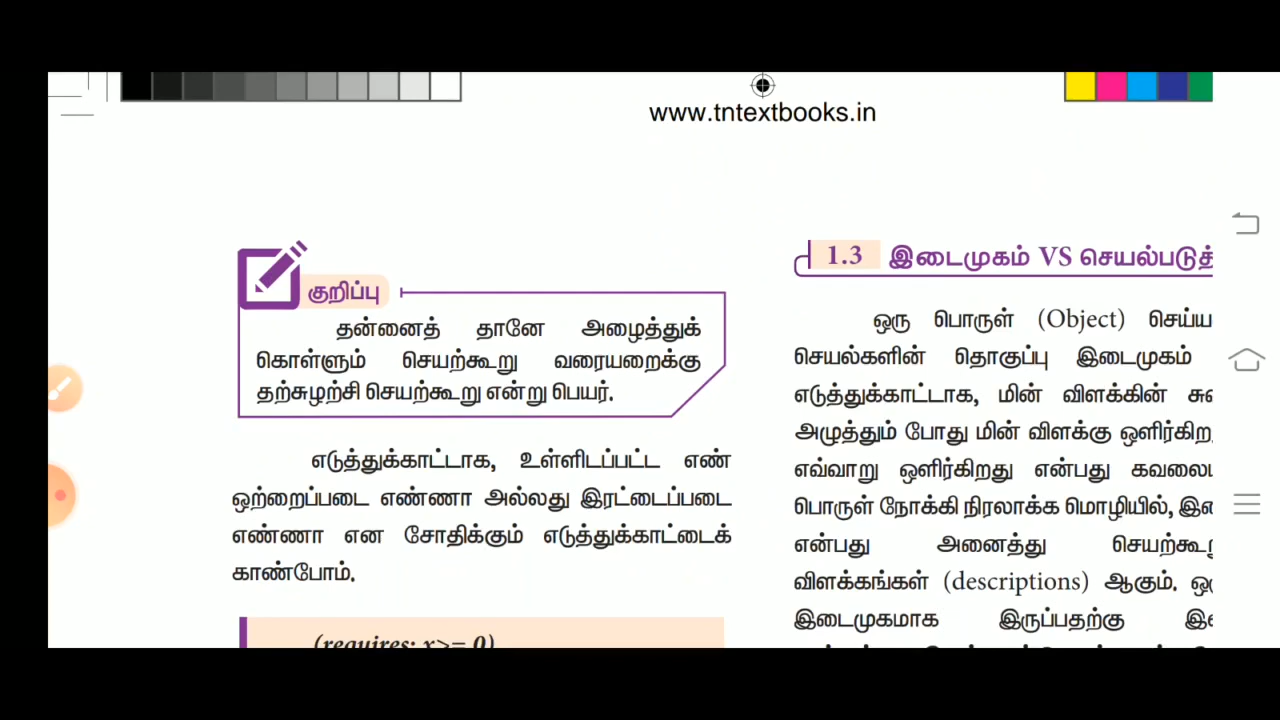 www.tntextbooks.in
குறிப்பு
தன்னைத் தானே அழைத்துக்
கொள்ளும் செயற்கூறு வரையறைக்கு
தற்சுழற்சி செயற்கூறு என்று பெயர்.
எடுத்துக்காட்டாக, உள்ளிடப்பட்ட எண்
ஒற்றைப்படை எண்ணா அல்லது இரட்டைப்படை
எண்ணா என சோதிக்கும் எடுத்துக்காட்டைக்
காண்போம்.
(requires: x>= 0)
1.3 இடைமுகம் VS
ஒரு பொருள் (Object)
செயல்களின் தொகுப்பு இடைமுகம்
எடுத்துக்காட்டாக, மின் விளக்கின்
அழுத்தும் போது மின் விளக்கு
எவ்வாறு ஒளிர்கிறது என்பது
பொருள் நோக்கி நிரலாக்க மொழியில்,
என்பது அனைத்து
விளக்கங்கள் (descriptions) ஆகும்.
இடைமுகமாக இருப்பதற்கு